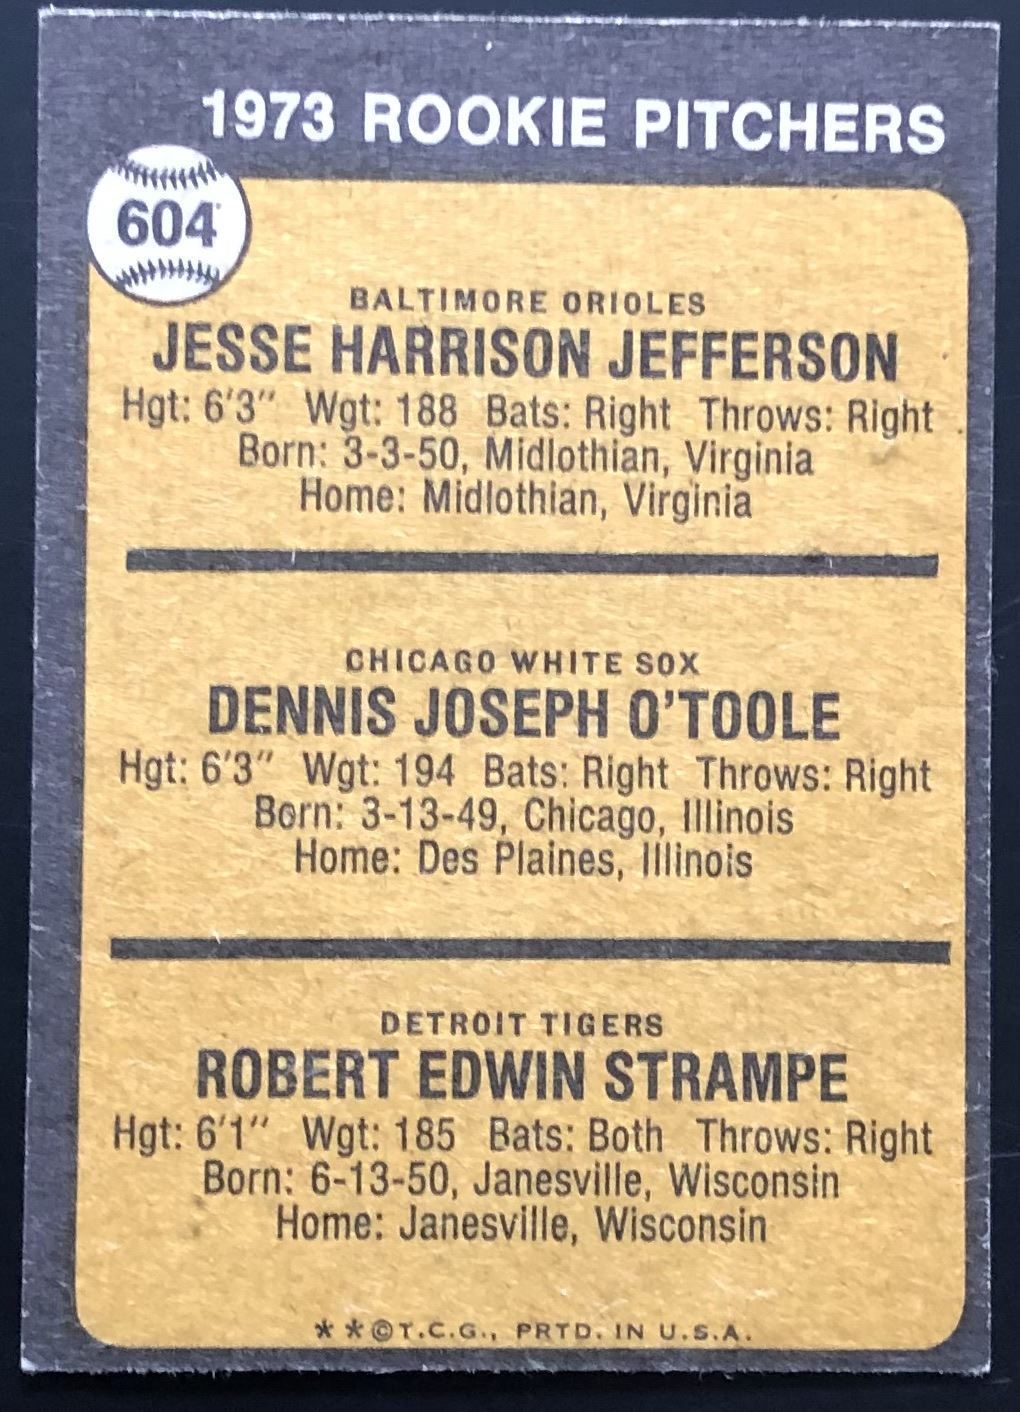 1973 ROOKIE PITCHERS
604
BALTIMORE ORIOLES
JESSE HARRISON JEFFERSON
Hgt: 6'3" Wgt: 188 Bats: Right Throws: Right
Born: 3-3-50, Midlothian, Virginia
Home: Midlothian, Virginia
CHICAGO WHITE SOX
DENNIS JOSEPH O'TOOLE
Hgt: 6'3" Wgt: 194 Bats: Right Throws: Right
Born: 3-13-49, Chicago, Illinois
Home: Des Plaines, Illinois
DETROIT TIGERS
ROBERT EDWIN STRAMPE
Hgt: 6'1" Wgt: 185 Bats: Both Throws: Right
Born: 6-13-50, Janesville, Wisconsin
Home: Janesville, Wisconsin
* * © T.C.G., PRTD. IN U.S.A.